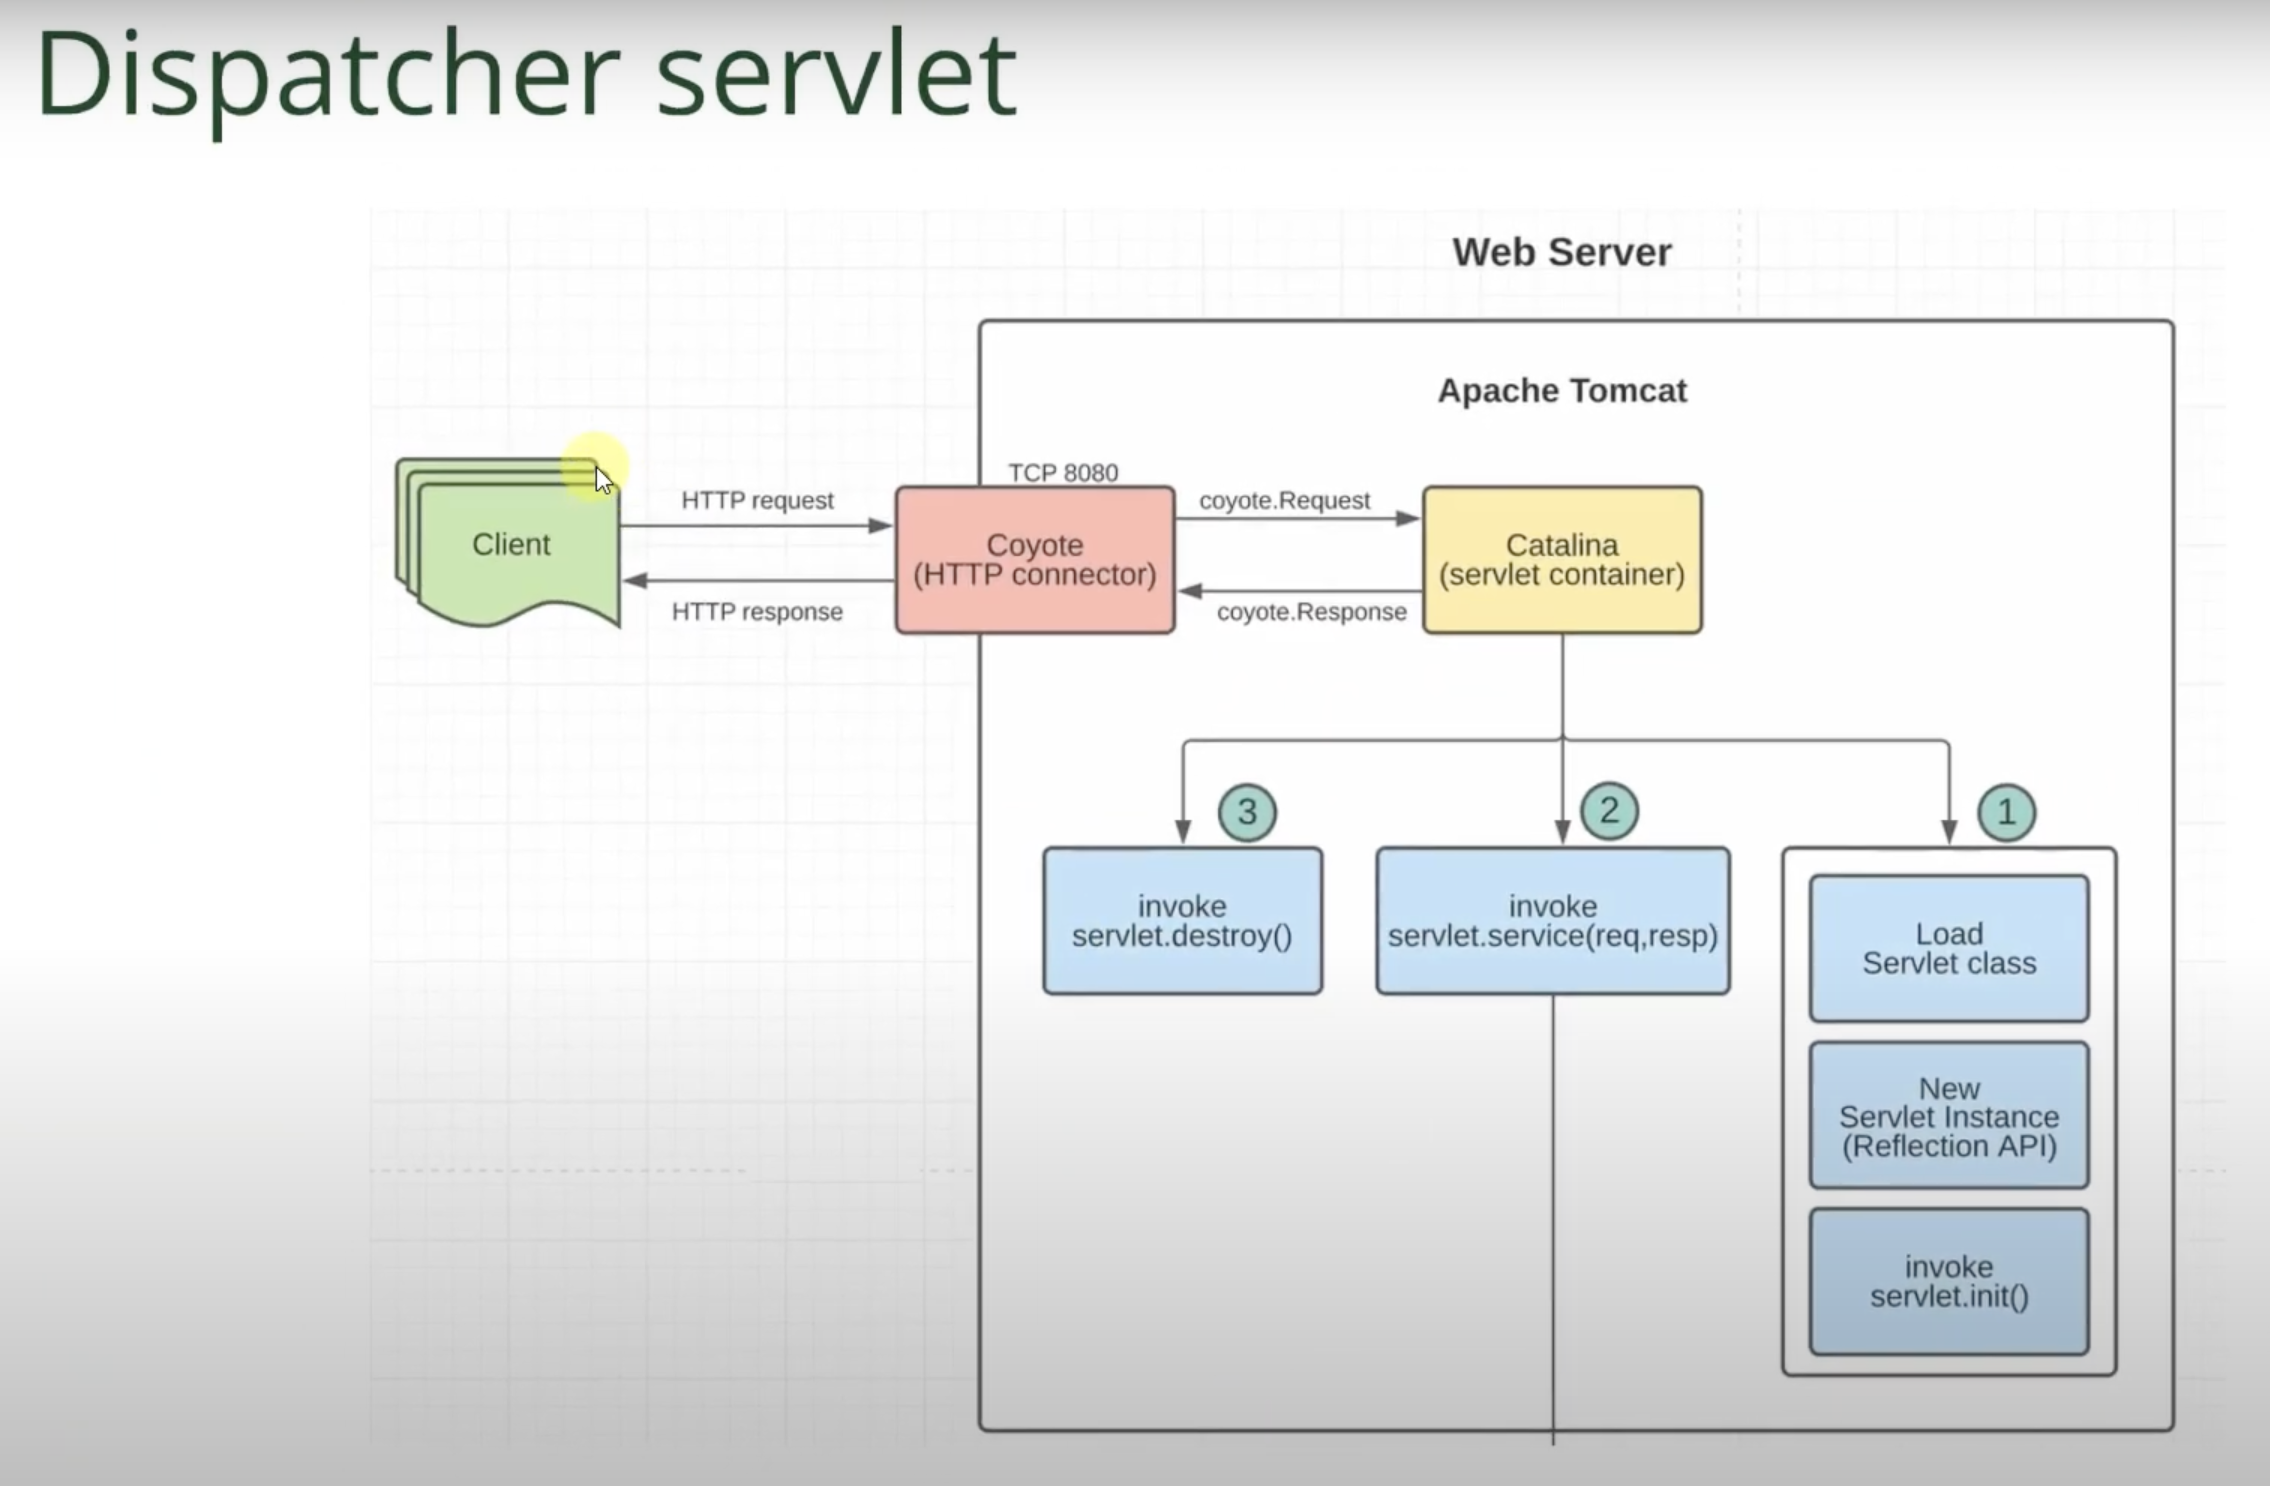 Dispatcher servlet
Web Server
Apache Tomcat
TCP 8080
Client
HTTP request
HTTP response
Coyote
(HTTP connector)
coyote.Request
coyote.Response
Catalina
(servlet container)
3
invoke
servlet.destroy()
2
invoke
servlet.service(req,resp)
1
Load
Servlet class
New
Servlet Instance
(Reflection API)
invoke
servlet.init()